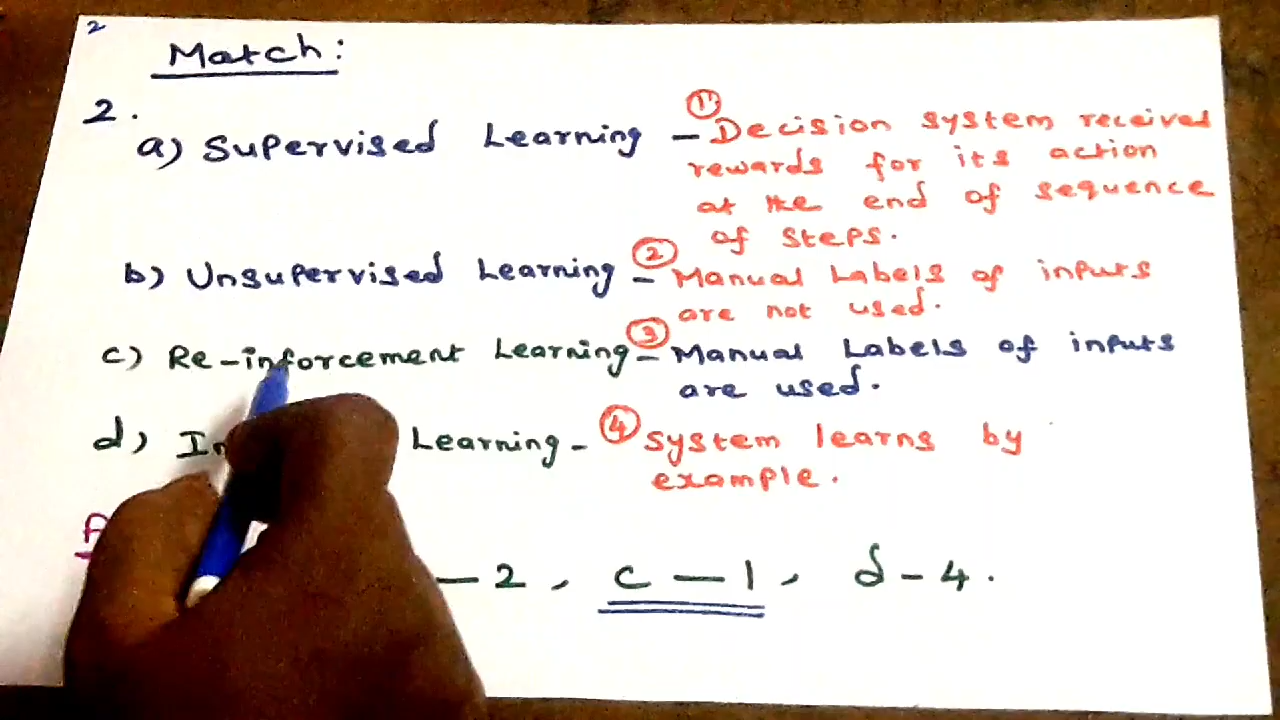 2
Match:
2.
a) Supervised Learning - ① Decision system received
rewards for its action
at the end of sequence
of steps.
b) Unsupervised Learning - ② Manual Labels of inputs
are not used.
c) Re-inforcement Learning - ③ Manual Labels of inputs
are used.
d) In Learning - ④ System learns by
example.
A
- 2, c - 1, d - 4.